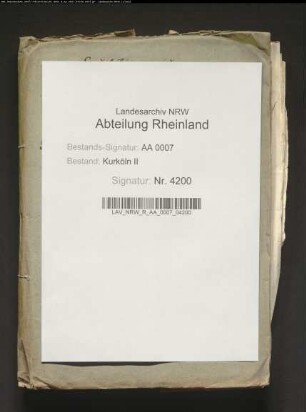 Landesarchiv NRW
Abteilung Rheinland
Bestands-Signatur: AA 0007
Bestand: Kurköln II
Signatur: Nr. 4200
LAV_NRW_R_AA_0007_04200